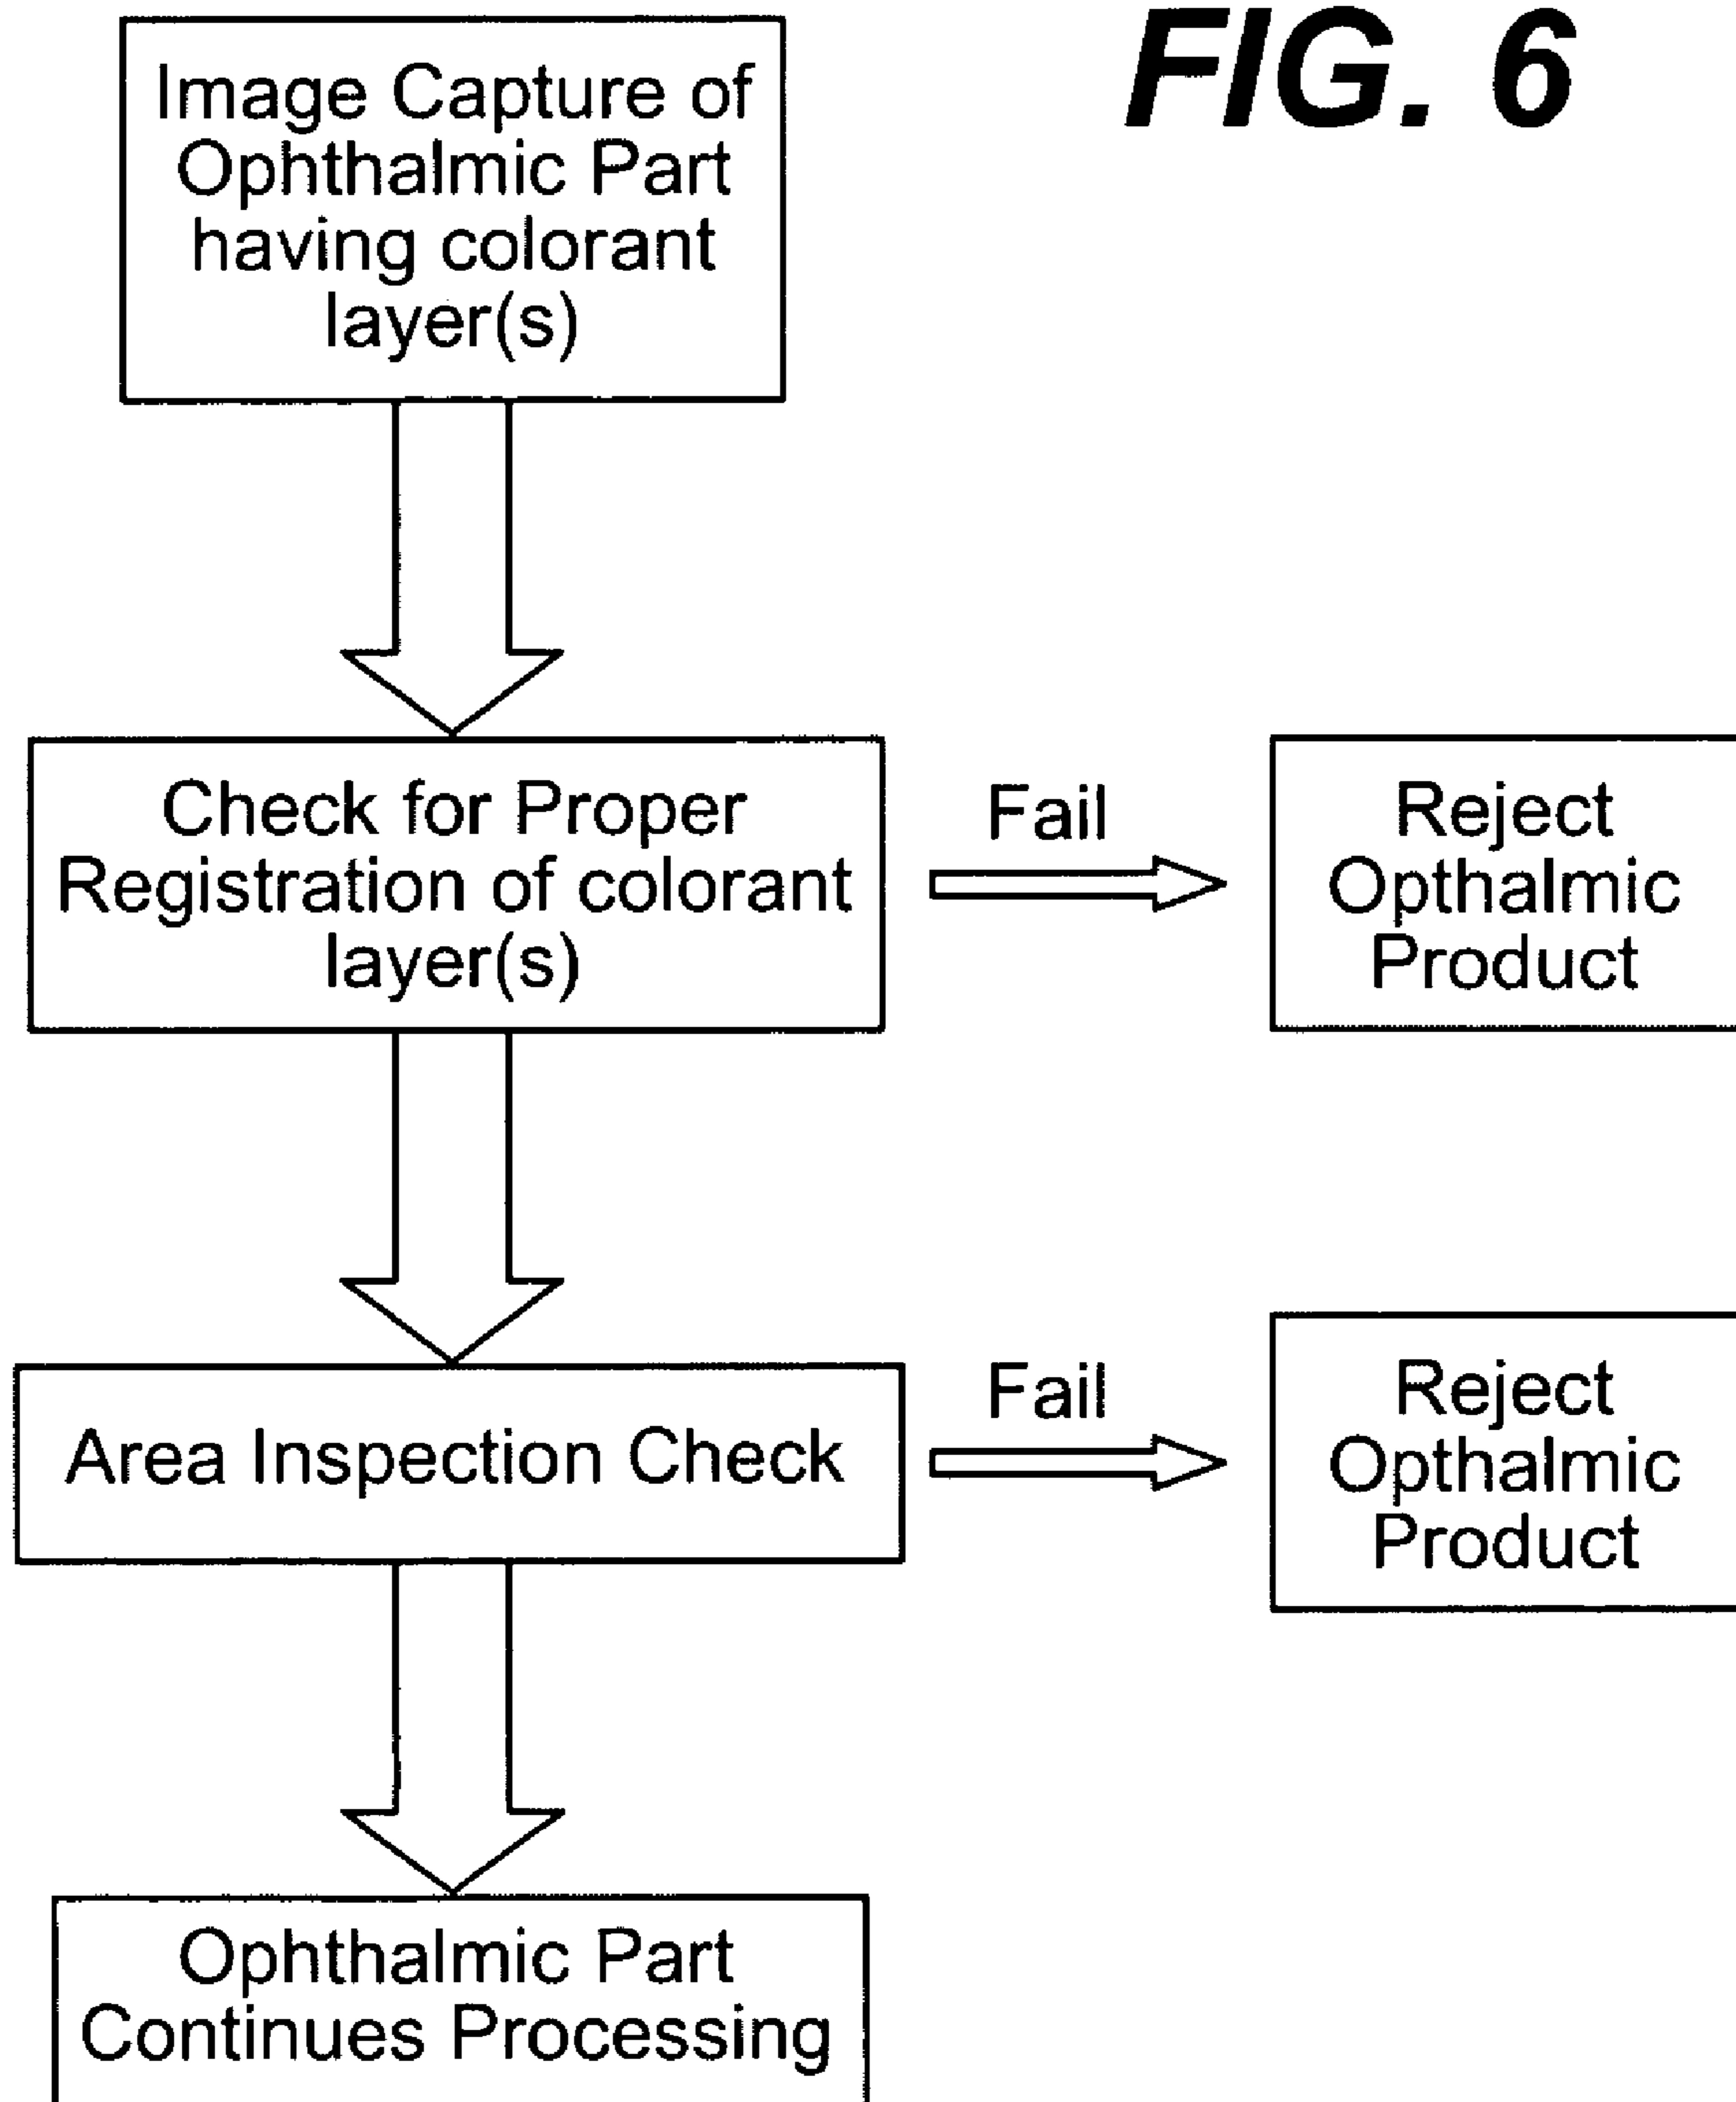 FIG. 6
Image Capture of
Ophthalmic Part
having colorant
layer(s)
Check for Proper
Registration of colorant
layer(s)
Fail
Reject
Opthalmic
Product
Area Inspection Check
Fail
Reject
Opthalmic
Product
Ophthalmic Part
Continues Processing